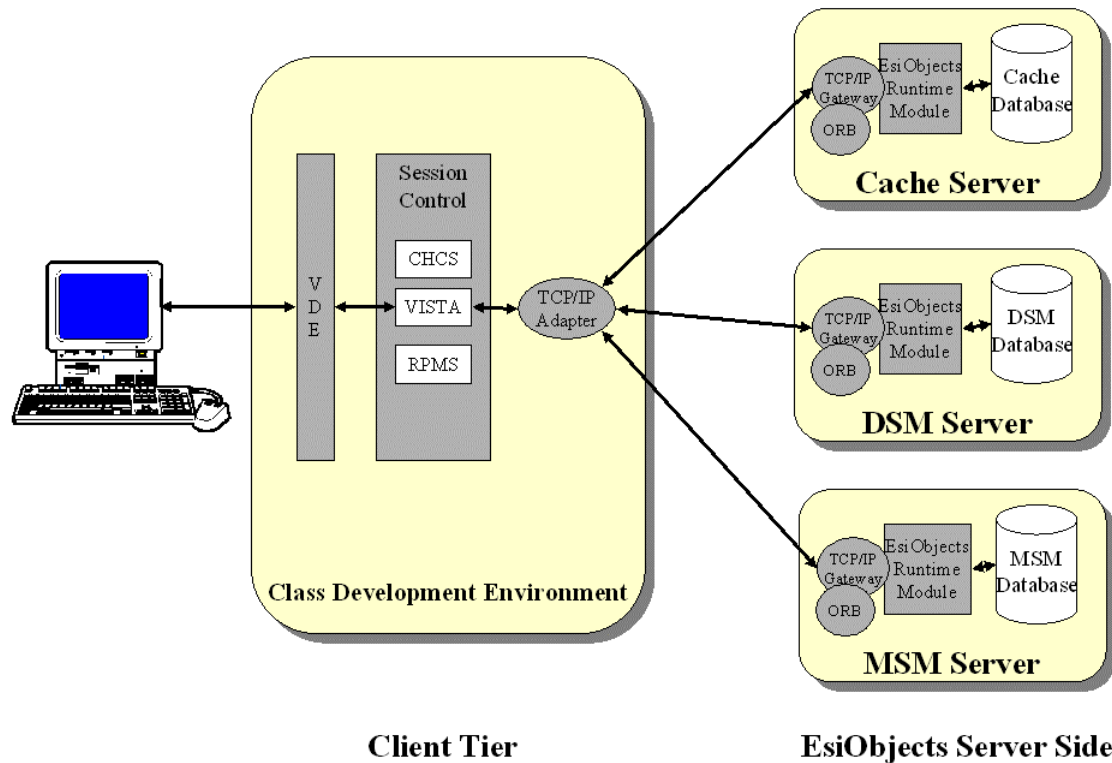 Session
Control
CHCS
VISTA
RPMS
V
D
E
TCP/IP
Adapter
Class Development Environment
Client Tier
TCP/IP
Gateway
ORB
EsiObjects
Runtime
Module
Cache
Database
Cache Server
TCP/IP
Gateway
ORB
EsiObjects
Runtime
Module
DSM
Database
DSM Server
TCP/IP
Gateway
ORB
EsiObjects
Runtime
Module
MSM
Database
MSM Server
EsiObjects Server Side